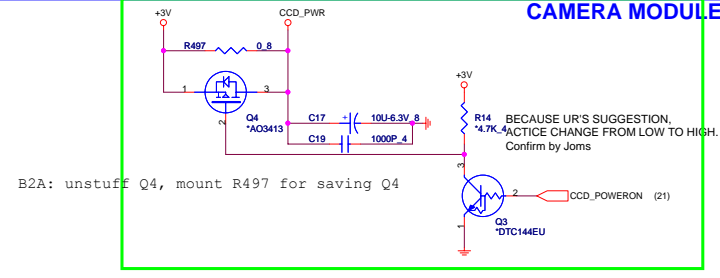 CAMERA MODULE
+3V
CCD_PWR
R497
0_8
1
3
2
Q4
*AO3413
C17
+
10U-6.3V_8
C19
1000P_4
+3V
R14
*4.7K_4
BECAUSE UR'S SUGGESTION,
ACTICE CHANGE FROM LOW TO HIGH.
Confirm by Joms
B2A: unstuff Q4, mount R497 for saving Q4
3
2
CCD_POWERON (21)
1
Q3
*DTC144EU